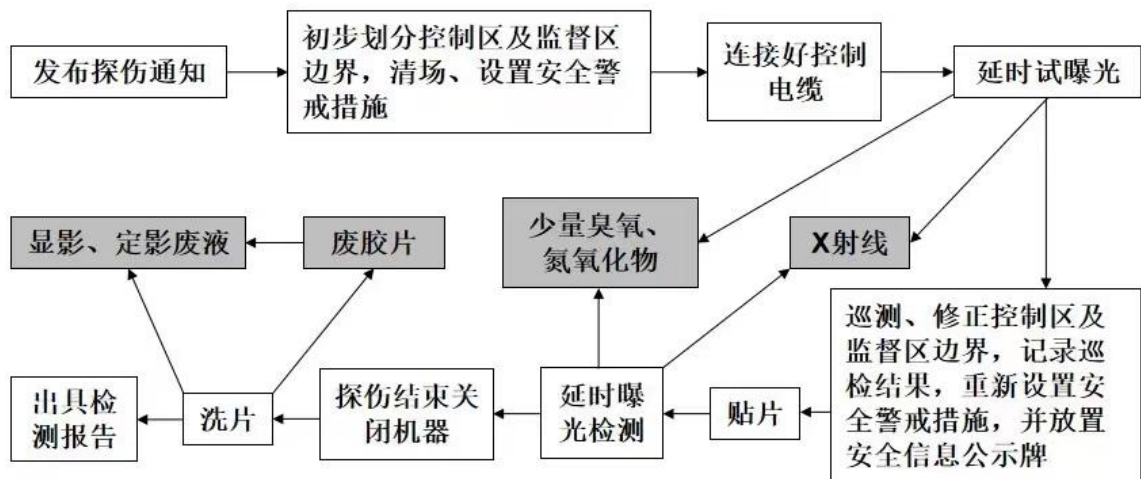 发布探伤通知
初步划分控制区及监督区
边界，清场、设置安全警
戒措施
连接好控制
电缆
延时试曝光
显影、定影废液
废胶片
少量臭氧、
氮氧化物
X射线
巡测、修正控制区及
监督区边界，记录巡
检结果，重新设置安
全警戒措施，并放置
安全信息公示牌
贴片
延时曝
光检测
探伤结束关
闭机器
洗片
出具检
测报告